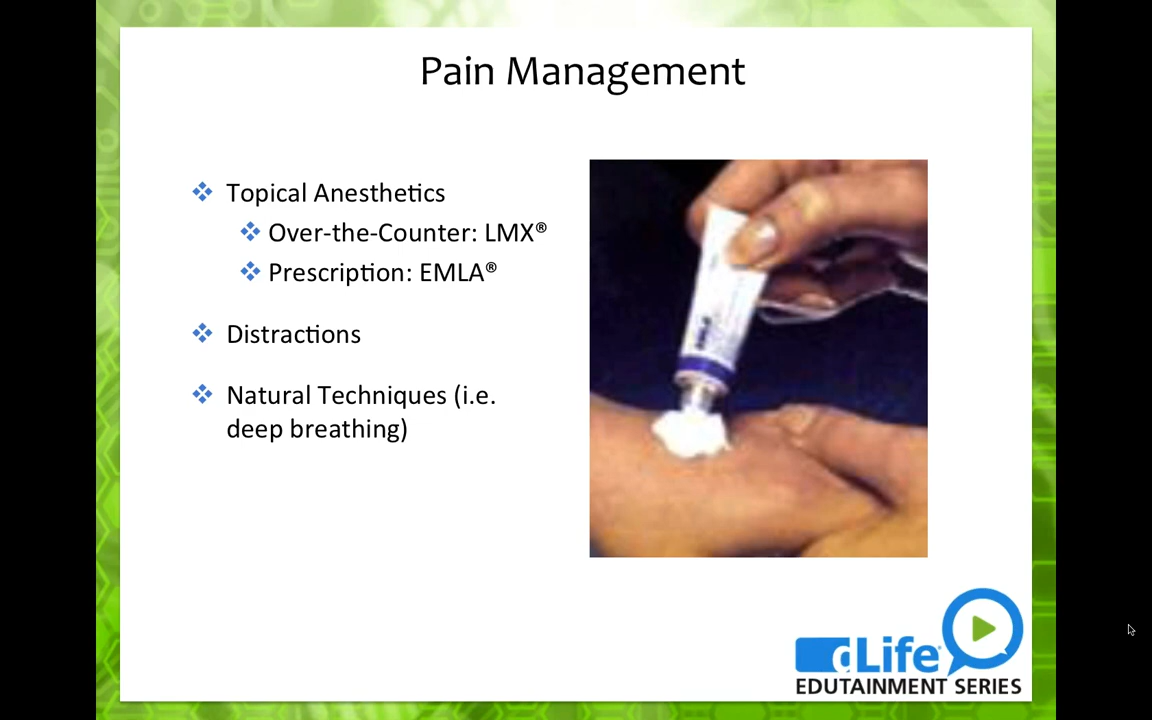 Pain Management
Topical Anesthetics
Over-the-Counter: LMX®
Prescription: EMLA®
Distractions
Natural Techniques (i.e.
deep breathing)
dLife®
EDUTAINMENT SERIES